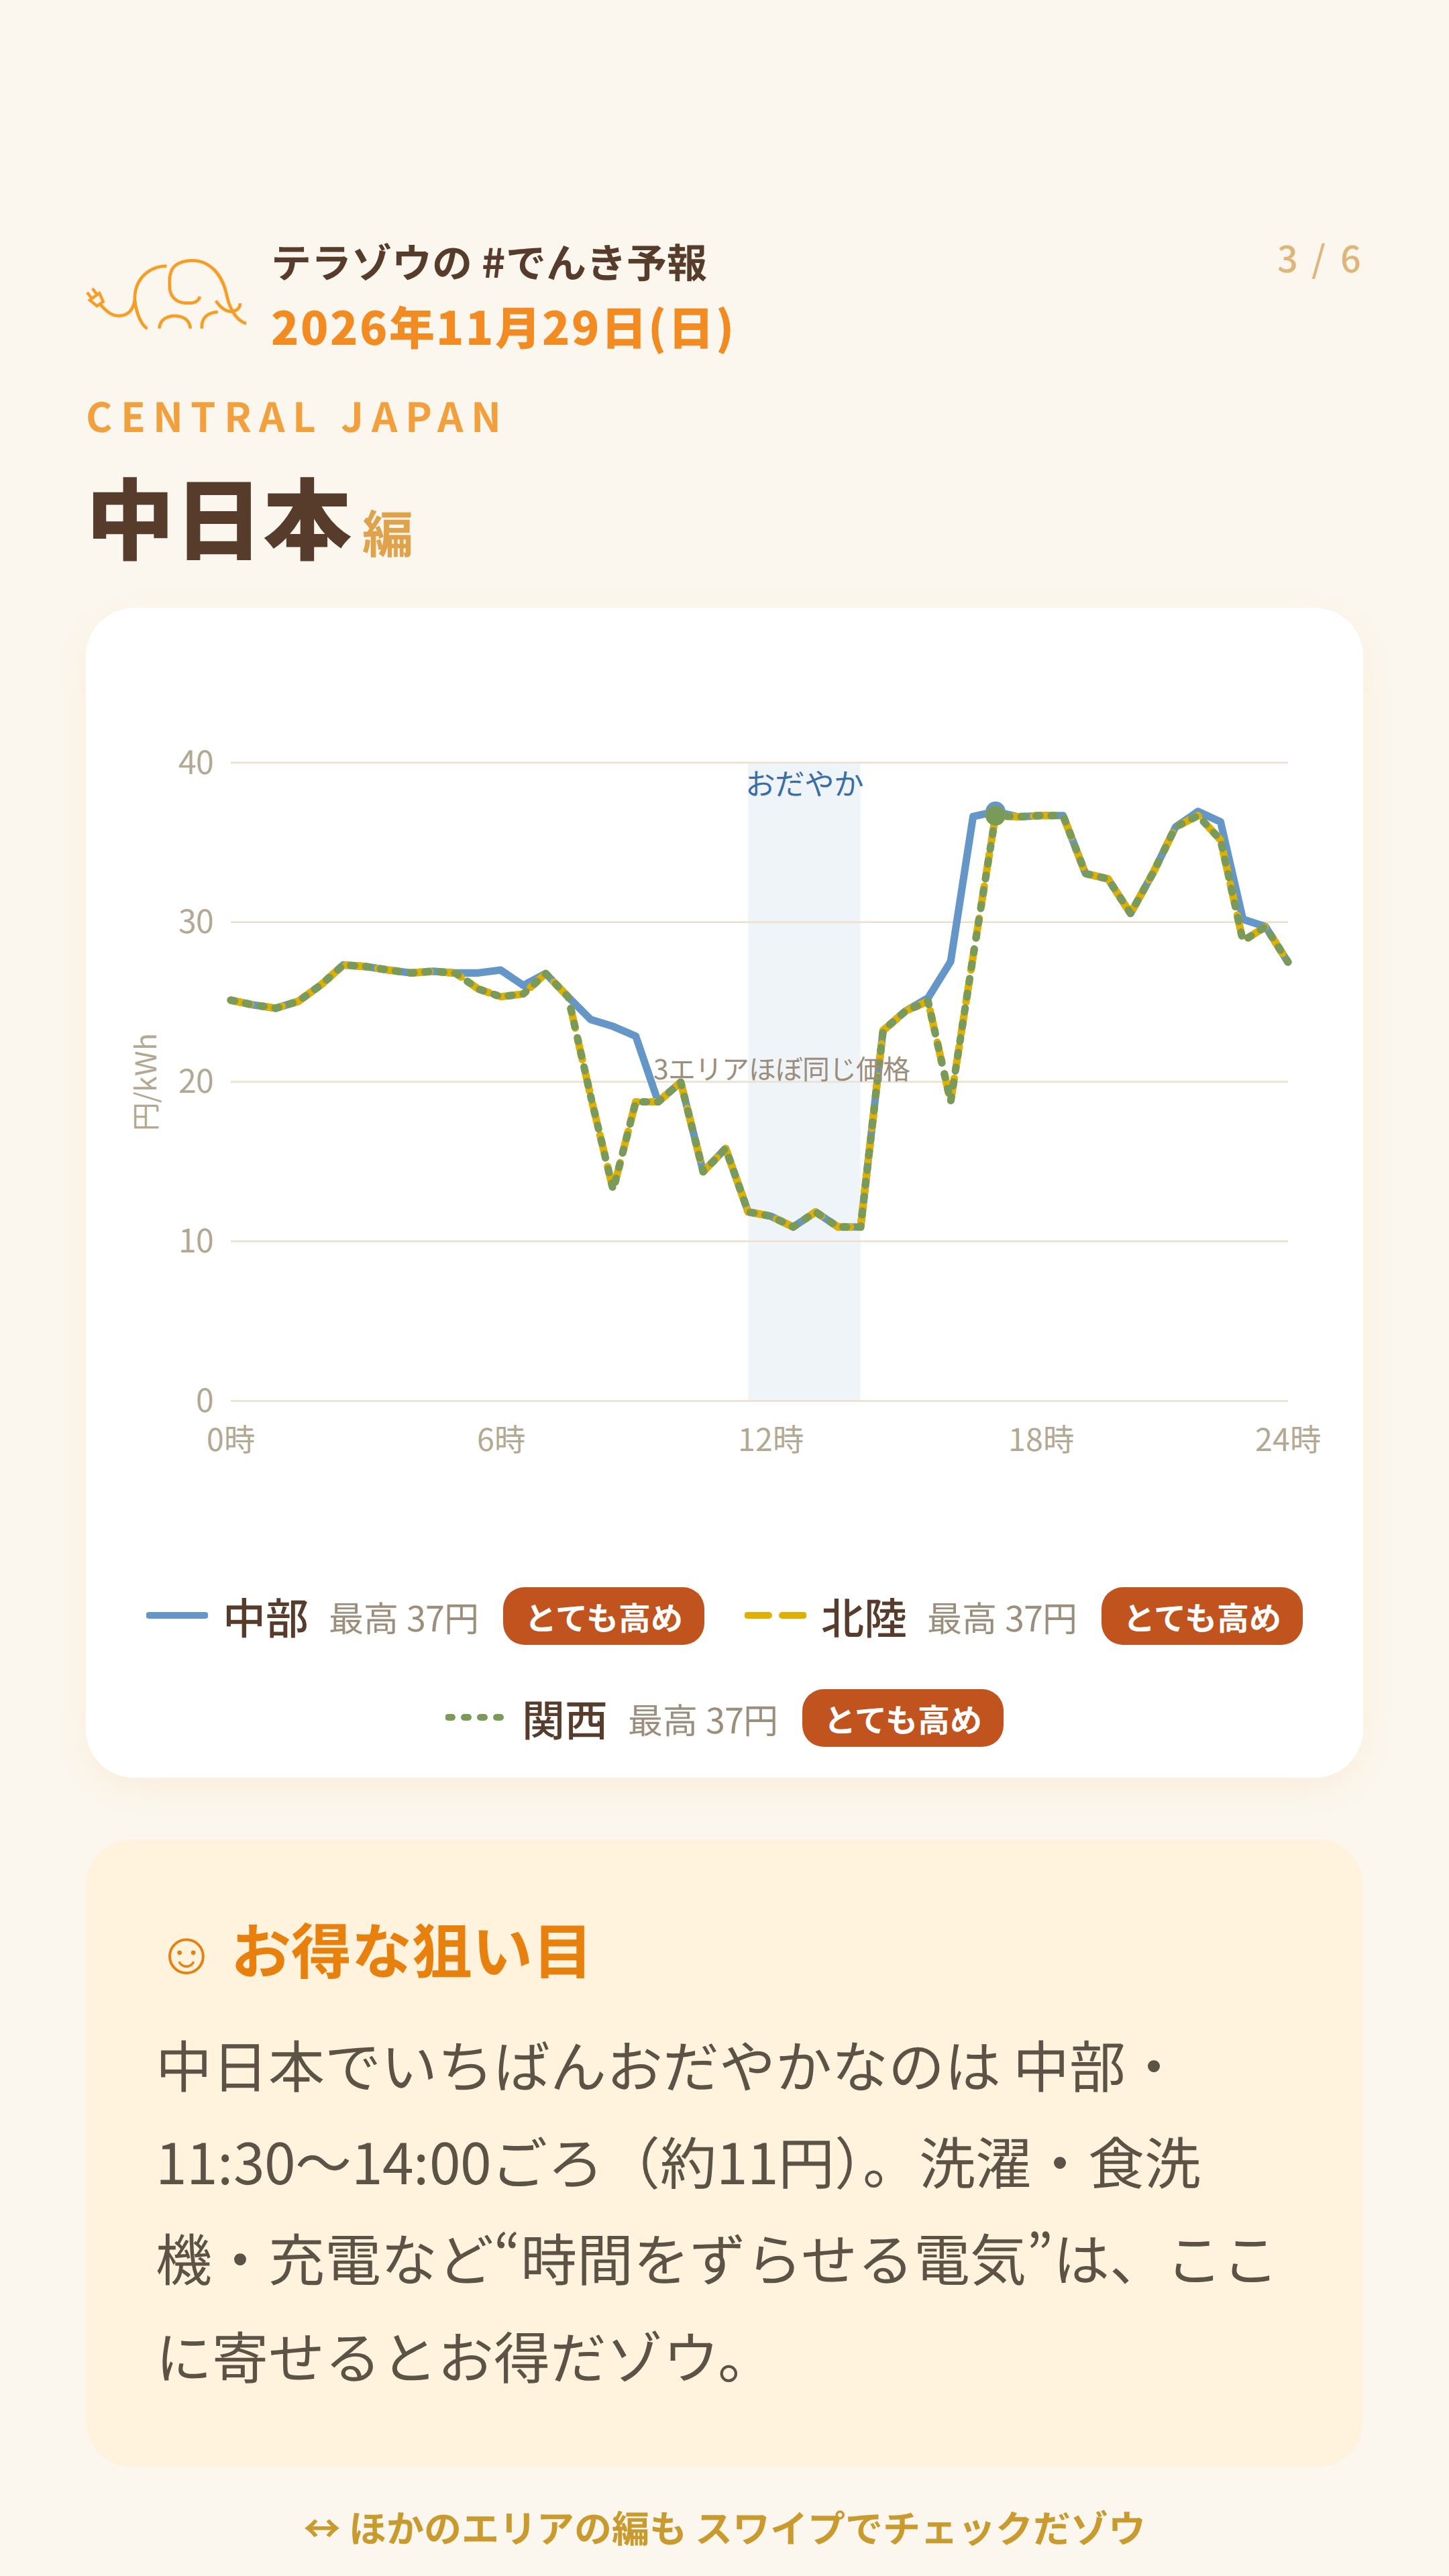 テラゾウの #でんき予報
2026年11月29日(日)
3 / 6
CENTRAL JAPAN
中日本 編
おだやか
3エリアほぼ同じ価格
円/kWh
40
30
20
10
0
0時 6時 12時 18時 24時
中部 最高 37円 とても高め 北陸 最高 37円 とても高め
関西 最高 37円 とても高め
☺ お得な狙い目
中日本でいちばんおだやかなのは 中部・
11:30〜14:00ごろ（約11円）。洗濯・食洗
機・充電など“時間をずらせる電気”は、ここ
に寄せるとお得だゾウ。
↔ ほかのエリアの編も スワイプでチェックだゾウ